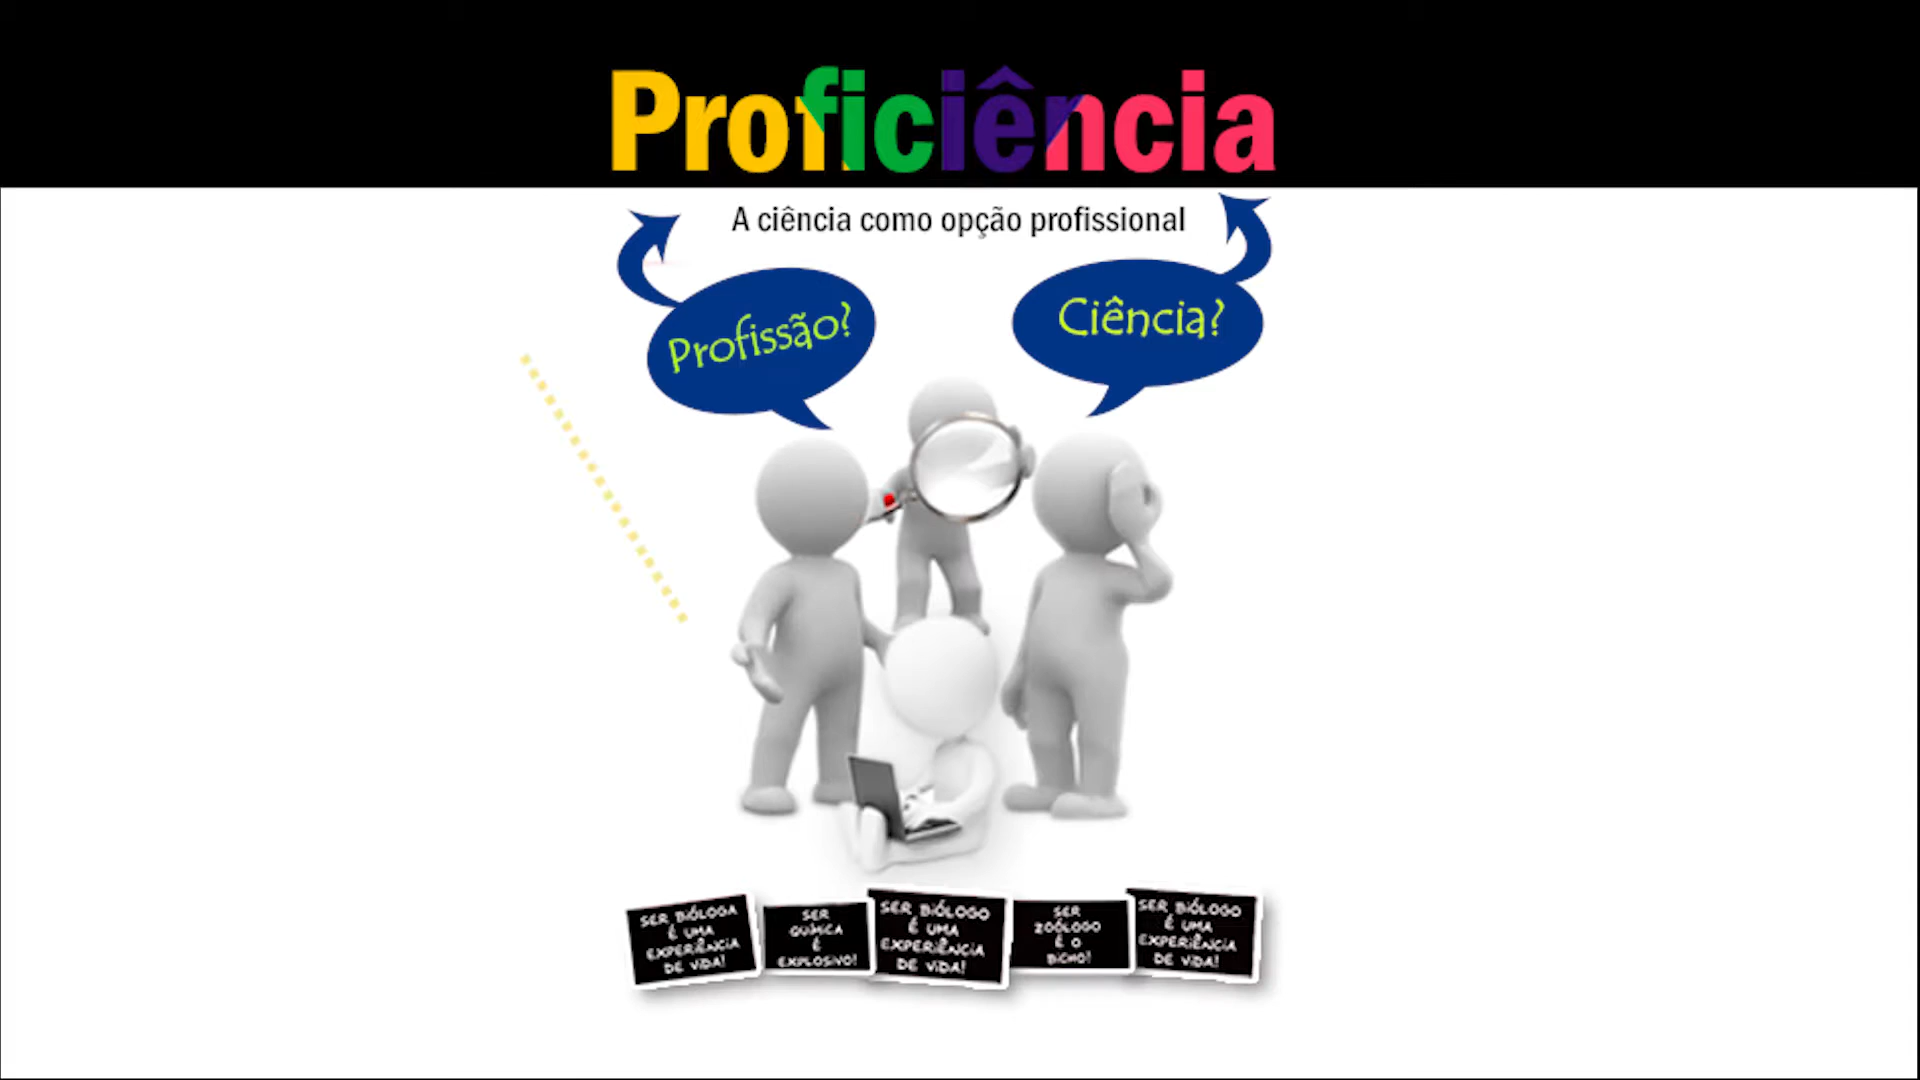 Proficiência
A ciência como opção profissional
Profissão?
Ciência?
SER BIÓLOGA
É UMA
EXPERIÊNCIA
DE VIDA!
SER
QUÍMICA
É
EXPLOSIVO!
SER BIÓLOGO
É UMA
EXPERIÊNCIA
DE VIDA!
SER
ZOÓLOGO
É O
BICHO!
SER BIÓLOGO
É UMA
EXPERIÊNCIA
DE VIDA!